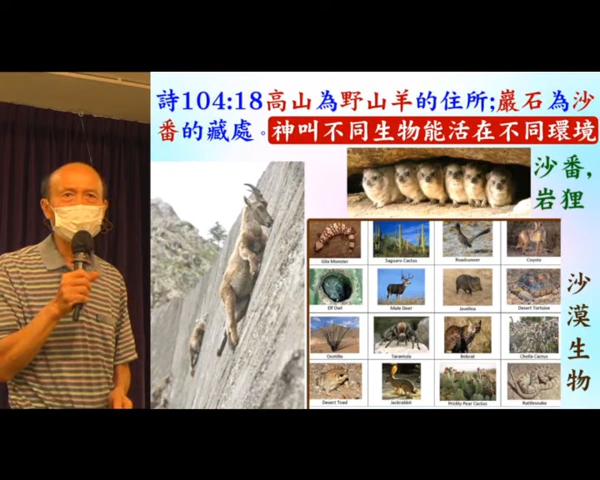 詩104:18高山為野山羊的住所;巖石為沙
番的藏處。神叫不同生物能活在不同環境
沙番,
岩狸
沙漠生物
Gila Monster
Saguaro Cactus
Roadrunner
Coyote
Elf Owl
Mule Deer
Javelina
Desert Tortoise
Ocotillo
Tarantula
Bobcat
Cholla Cactus
Desert Toad
Jackrabbit
Prickly Pear Cactus
Rattlesnake